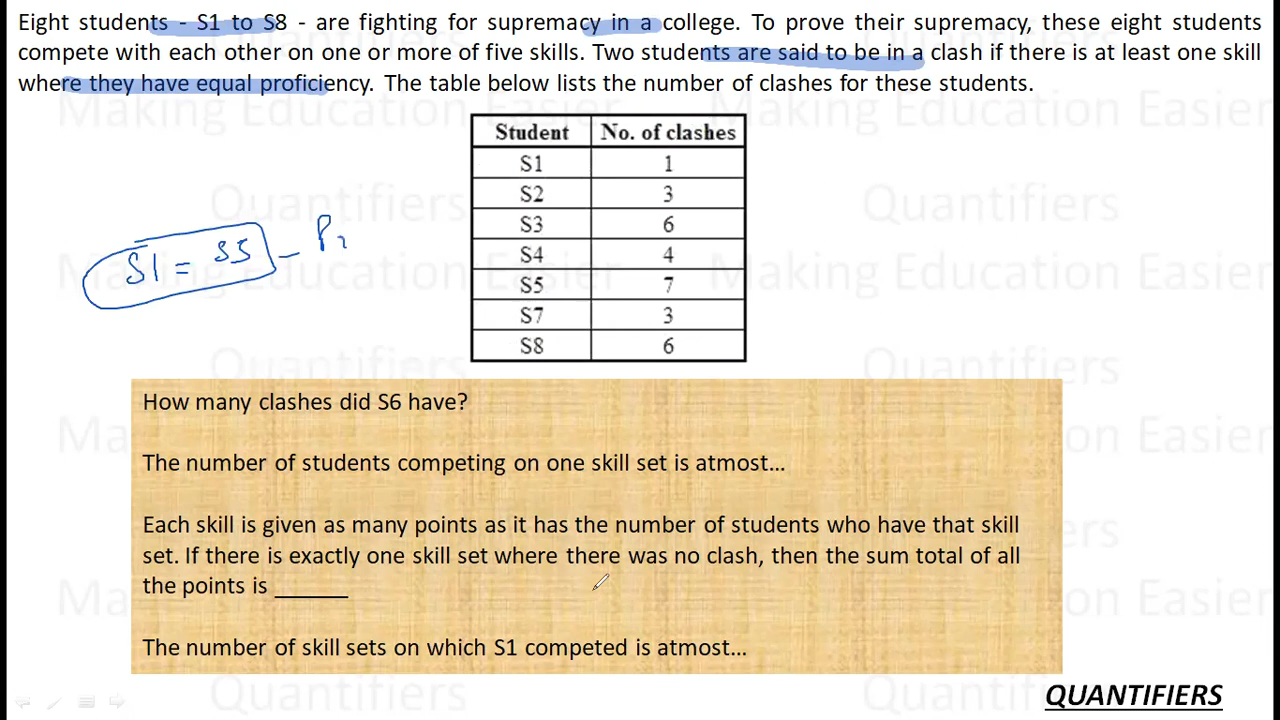 Eight students - S1 to S8 - are fighting for supremacy in a college. To prove their supremacy, these eight students
compete with each other on one or more of five skills. Two students are said to be in a clash if there is at least one skill
where they have equal proficiency. The table below lists the number of clashes for these students.
Student No. of clashes
S1 1
S2 3
S3 6
S4 4
S5 7
S7 3
S8 6
S1 = S5 - P2
How many clashes did S6 have?
The number of students competing on one skill set is atmost...
Each skill is given as many points as it has the number of students who have that skill
set. If there is exactly one skill set where there was no clash, then the sum total of all
the points is ______
The number of skill sets on which S1 competed is atmost...
QUANTIFIERS
Making Education Easier
Quantifiers